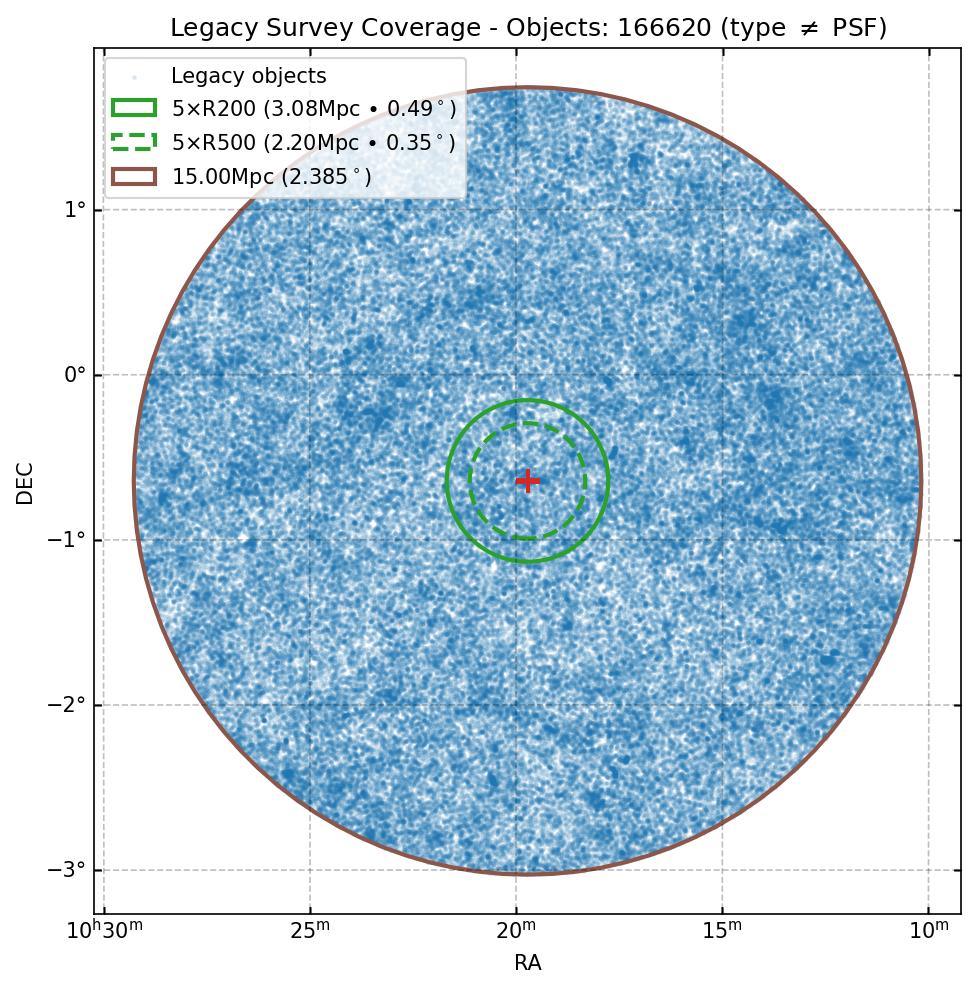 Legacy Survey Coverage - Objects: 166620 (type ≠ PSF)
Legacy objects
5×R200 (3.08Mpc • 0.49°)
5×R500 (2.20Mpc • 0.35°)
15.00Mpc (2.385°)
1°
0°
−1°
−2°
−3°
DEC
10ʰ30ᵐ 25ᵐ 20ᵐ 15ᵐ 10ᵐ
RA